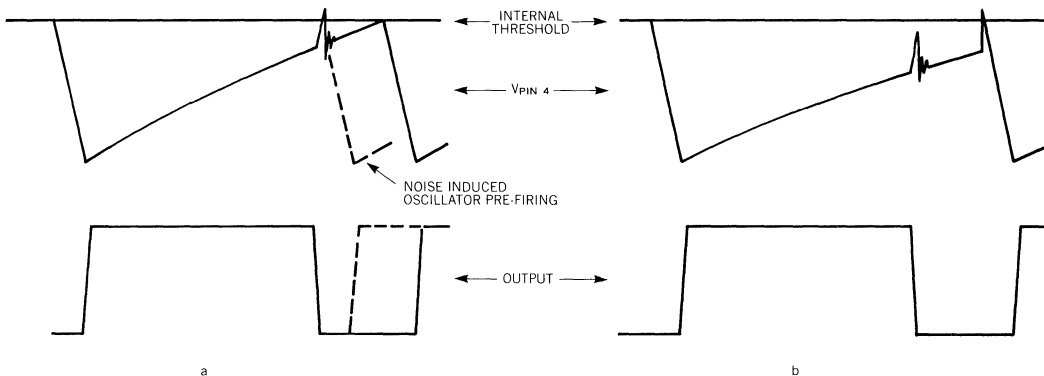 INTERNAL
THRESHOLD
VPIN 4
NOISE INDUCED
OSCILLATOR PRE-FIRING
OUTPUT
a
b